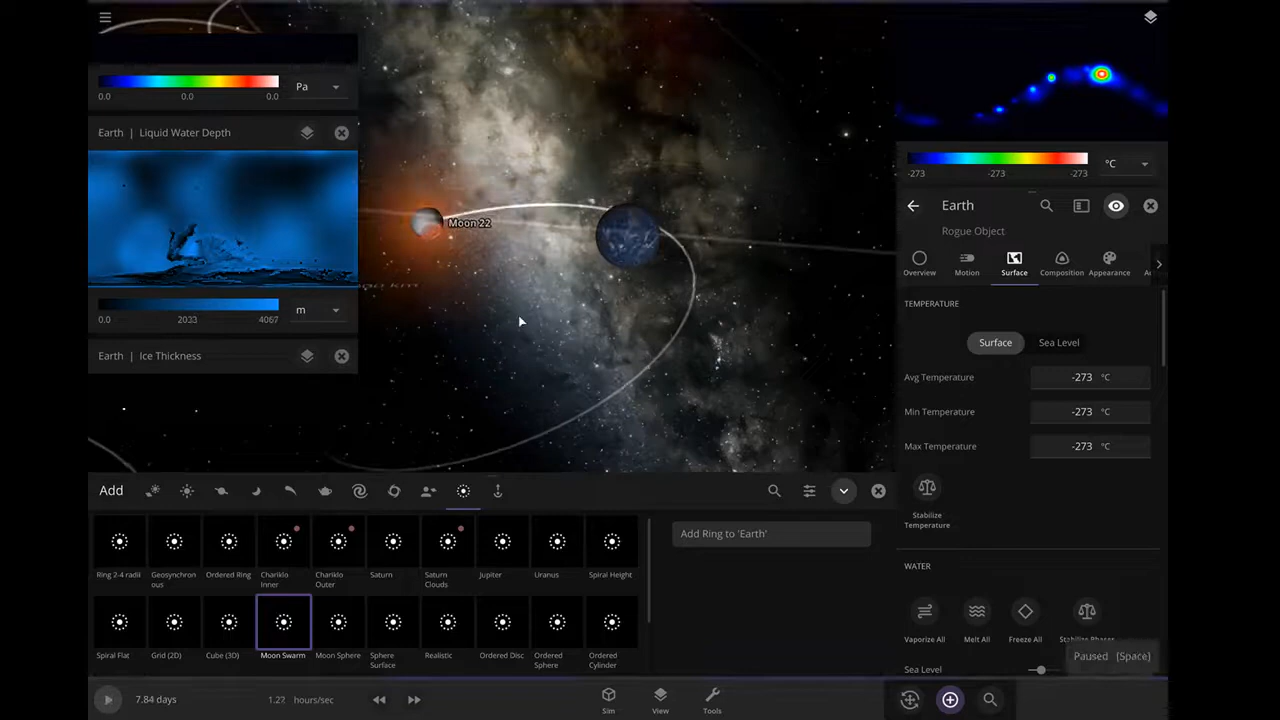 Pa
0.0 0.0 0.0
Earth | Liquid Water Depth
0.0 2033 4067
m
Earth | Ice Thickness
Moon 22
°C
-273 -273 -273
Earth
Rogue Object
Overview Motion Surface Composition Appearance
TEMPERATURE
Surface Sea Level
Avg Temperature -273 °C
Min Temperature -273 °C
Max Temperature -273 °C
Stabilize
Temperature
WATER
Vaporize All Melt All Freeze All Stabilize Phases
Sea Level
Paused (Space)
Add
Add Ring to 'Earth'
Ring 2-4 radii
Geosynchr
onous
Ordered Ring
Chariklo
Inner
Chariklo
Outer
Saturn
Saturn
Clouds
Jupiter
Uranus
Spiral Height
Spiral Flat
Grid (2D)
Cube (3D)
Moon Swarm
Moon Sphere
Sphere
Surface
Realistic
Ordered Disc
Ordered
Sphere
Ordered
Cylinder
7.84 days
hours/sec
Sim View Tools